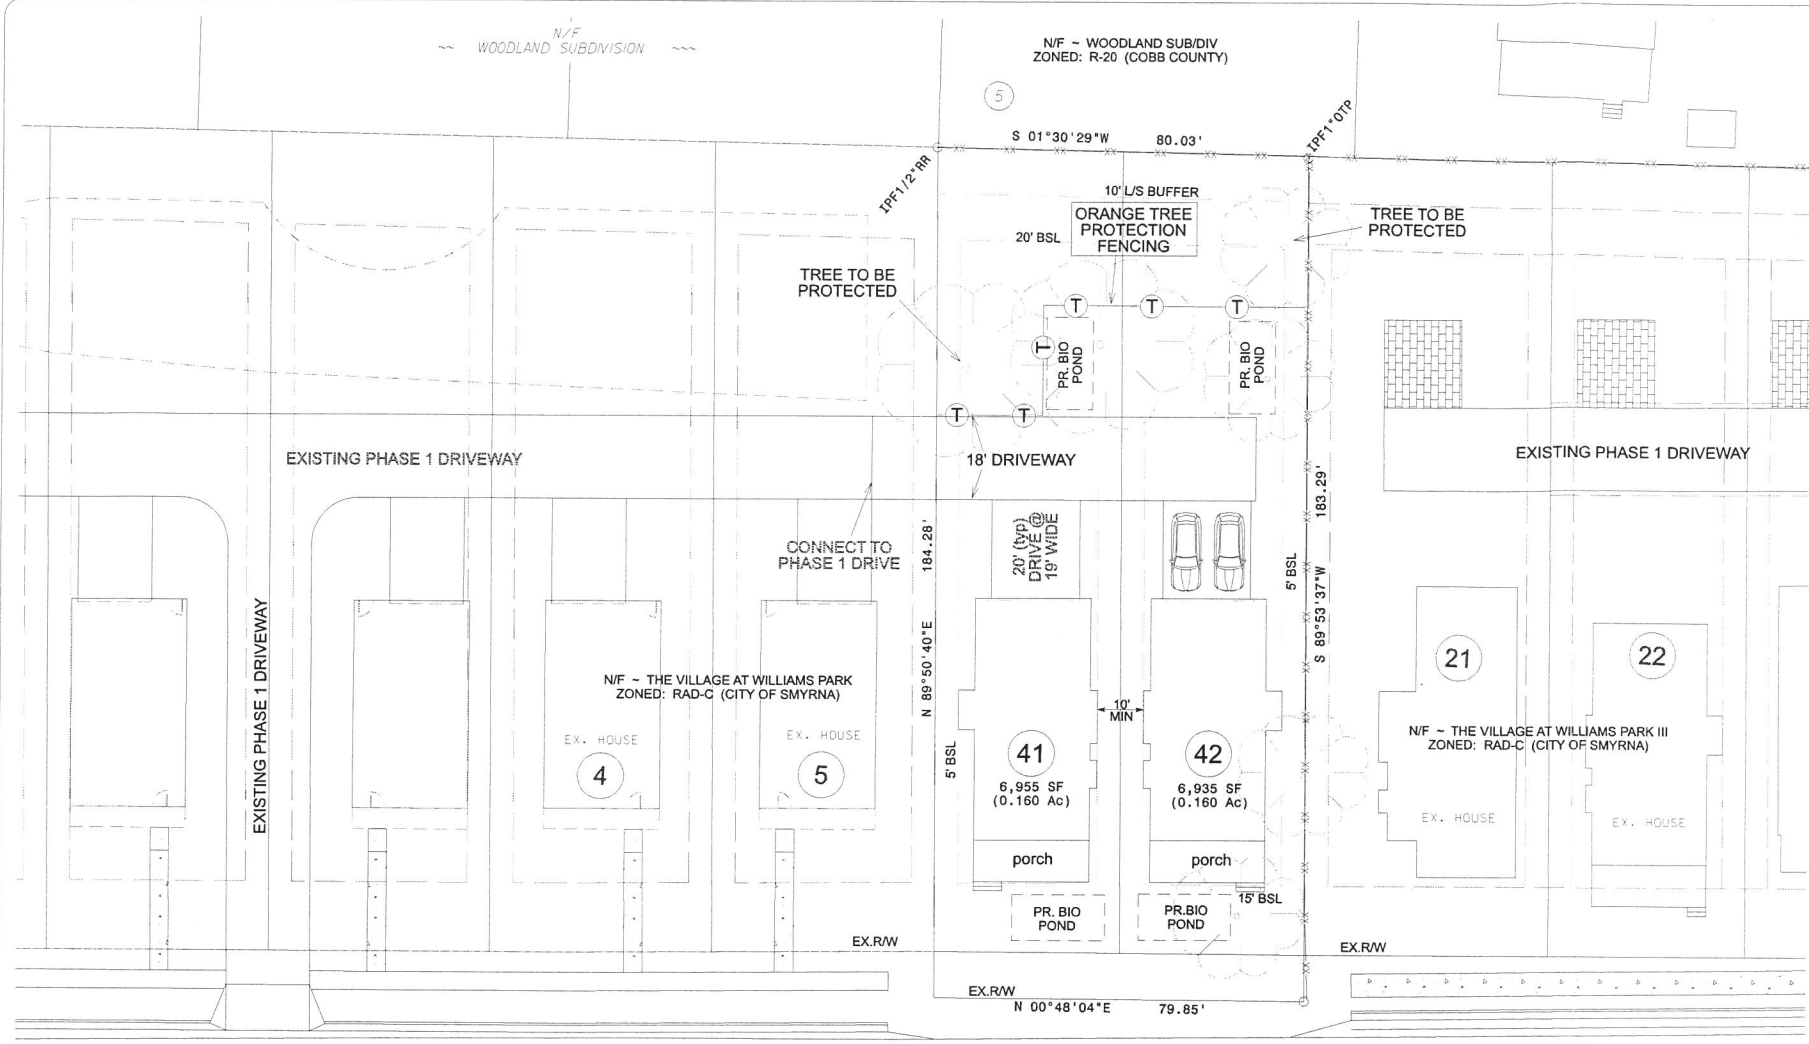 N/F
~~ WOODLAND SUBDIVISION ~~~
N/F ~ WOODLAND SUB/DIV
ZONED: R-20 (COBB COUNTY)
5
S 01°30'29"W 80.03'
IPF1"OTP
IPF1/2"RR
10' L/S BUFFER
ORANGE TREE
PROTECTION
FENCING
20' BSL
TREE TO BE
PROTECTED
TREE TO BE
PROTECTED
T
T
T
T
T
T
PR. BIO
POND
PR. BIO
POND
EXISTING PHASE 1 DRIVEWAY
18' DRIVEWAY
EXISTING PHASE 1 DRIVEWAY
CONNECT TO
PHASE 1 DRIVE
20' (typ)
DRIVE @
19' WIDE
N 89°50'40"E 184.28'
S 89°53'37"W 183.29'
5' BSL
5' BSL
EXISTING PHASE 1 DRIVEWAY
N/F ~ THE VILLAGE AT WILLIAMS PARK
ZONED: RAD-C (CITY OF SMYRNA)
EX. HOUSE
4
EX. HOUSE
5
10'
MIN
41
6,955 SF
(0.160 Ac)
42
6,935 SF
(0.160 Ac)
21
22
N/F ~ THE VILLAGE AT WILLIAMS PARK III
ZONED: RAD-C (CITY OF SMYRNA)
EX. HOUSE
EX. HOUSE
porch
porch
15' BSL
PR. BIO
POND
PR.BIO
POND
EX.R/W
EX.R/W
EX.R/W
N 00°48'04"E 79.85'